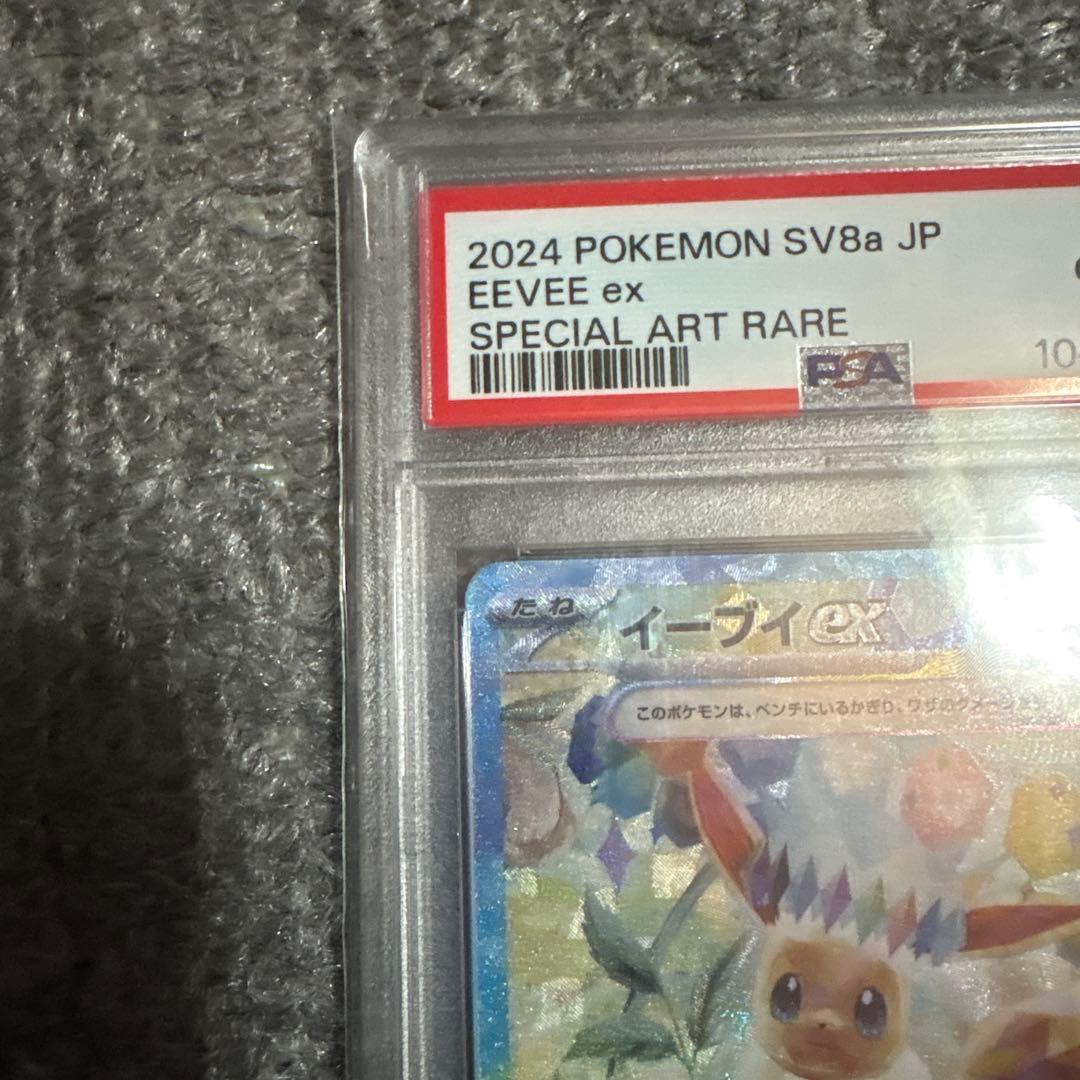 2024 POKEMON SV8a JP
EEVEE ex
SPECIAL ART RARE
PSA
10
たね
イーブイex
このポケモンは、ベンチにいるかぎり、ワザのダメージ